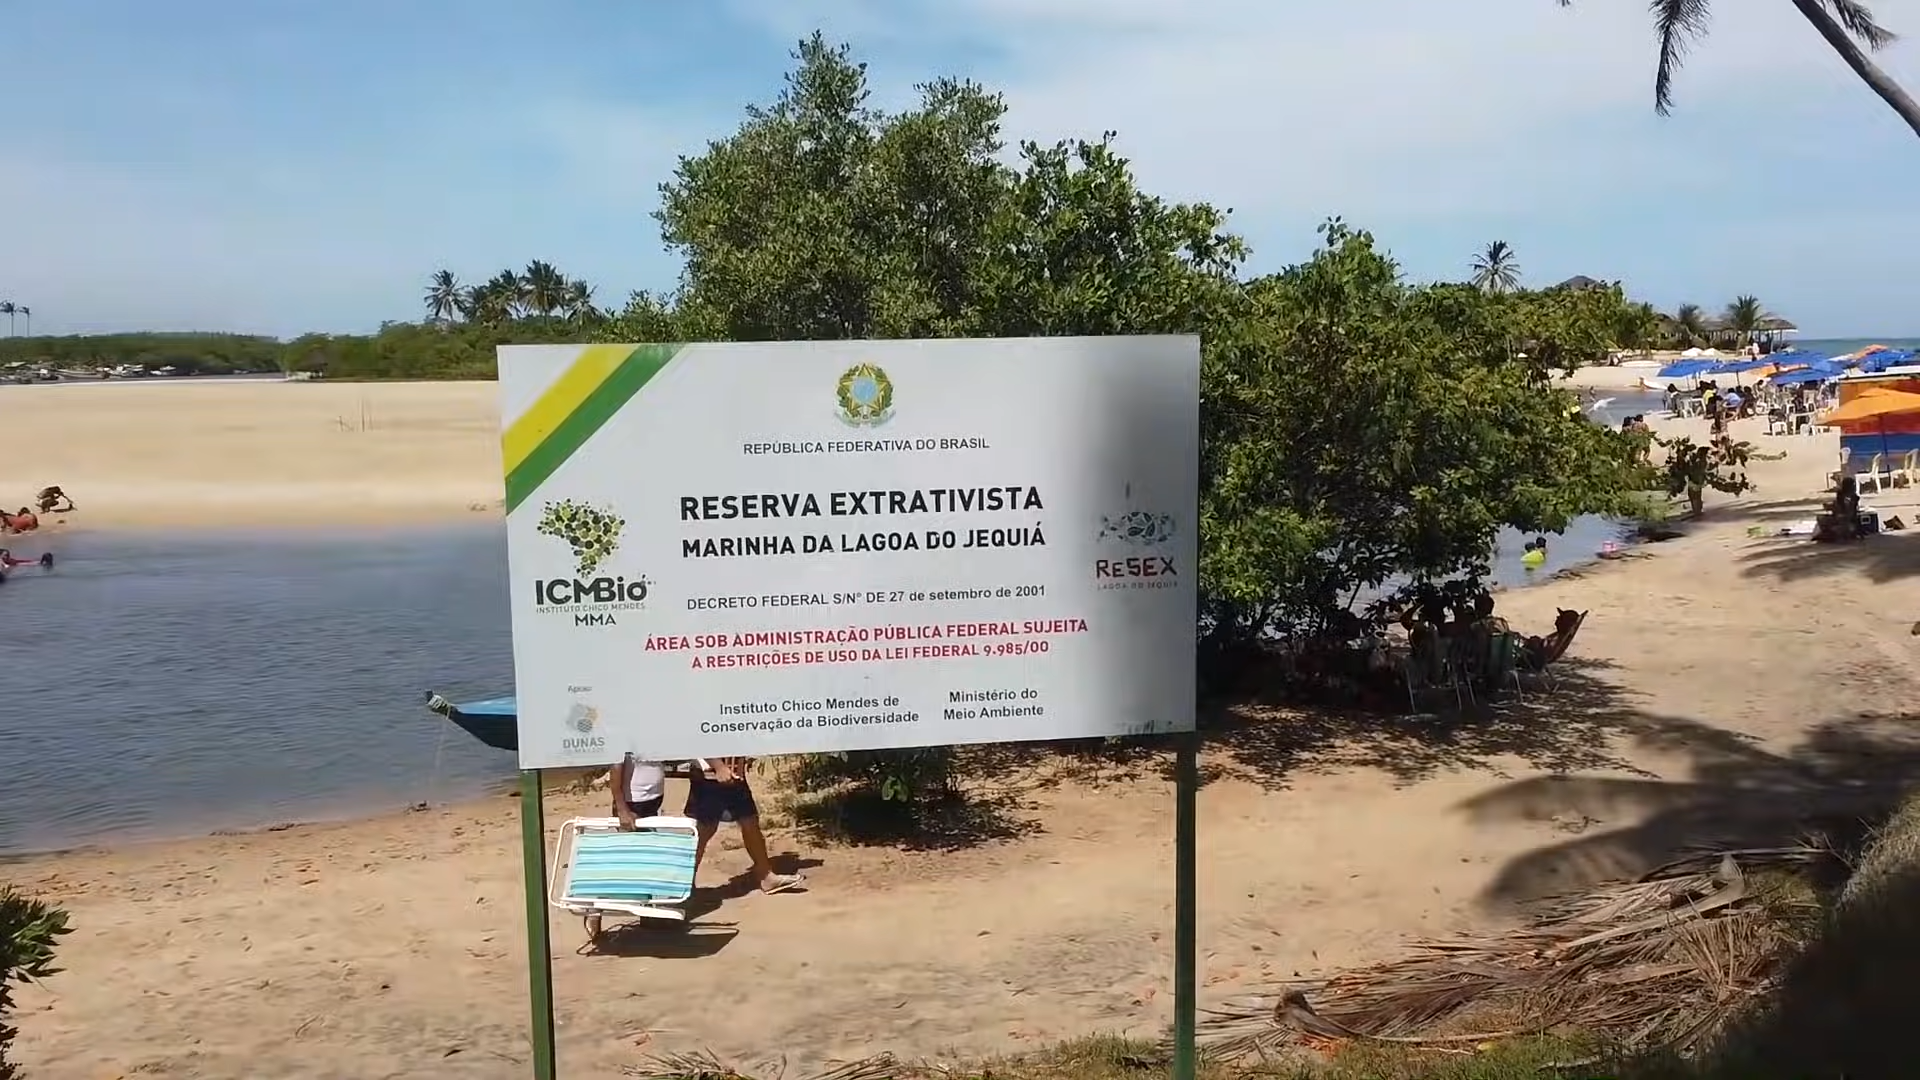 REPÚBLICA FEDERATIVA DO BRASIL
RESERVA EXTRATIVISTA
MARINHA DA LAGOA DO JEQUIÁ
ICMBio
INSTITUTO CHICO MENDES
MMA
RESEX
LAGOA DO JEQUIÁ
DECRETO FEDERAL S/Nº DE 27 de setembro de 2001
ÁREA SOB ADMINISTRAÇÃO PÚBLICA FEDERAL SUJEITA
A RESTRIÇÕES DE USO DA LEI FEDERAL 9.985/00
Apoio
DUNAS
Instituto Chico Mendes de
Conservação da Biodiversidade
Ministério do
Meio Ambiente